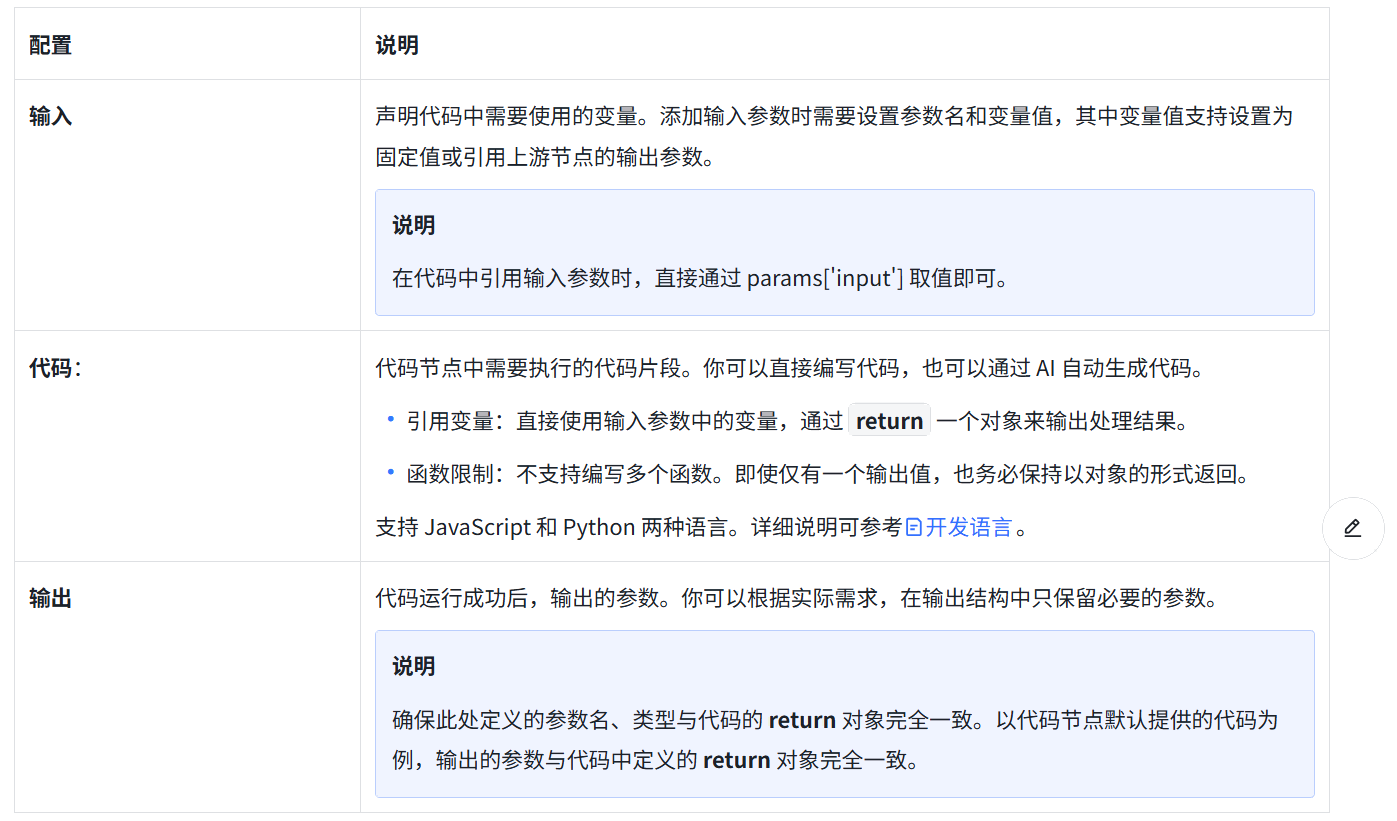 配置
说明
输入
声明代码中需要使用的变量。添加输入参数时需要设置参数名和变量值，其中变量值支持设置为
固定值或引用上游节点的输出参数。
说明
在代码中引用输入参数时，直接通过 params['input'] 取值即可。
代码：
代码节点中需要执行的代码片段。你可以直接编写代码，也可以通过 AI 自动生成代码。
• 引用变量：直接使用输入参数中的变量，通过 return 一个对象来输出处理结果。
• 函数限制：不支持编写多个函数。即使仅有一个输出值，也务必保持以对象的形式返回。
支持 JavaScript 和 Python 两种语言。详细说明可参考开发语言。
输出
代码运行成功后，输出的参数。你可以根据实际需求，在输出结构中只保留必要的参数。
说明
确保此处定义的参数名、类型与代码的 return 对象完全一致。以代码节点默认提供的代码为
例，输出的参数与代码中定义的 return 对象完全一致。